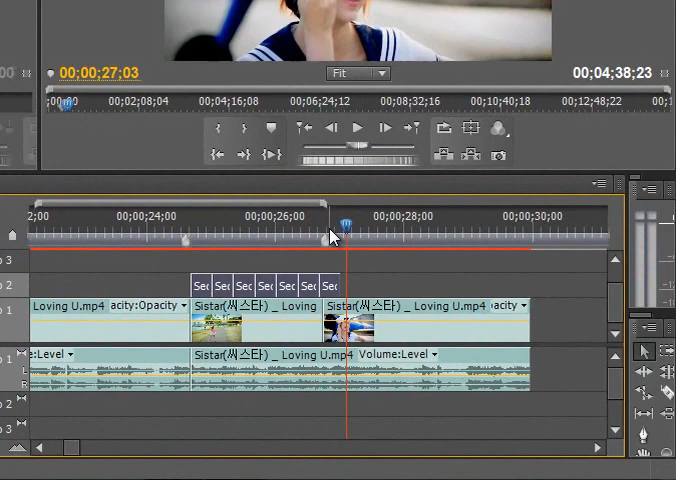 00
00;00;27;03
Fit
00;04;38;23
;00;00 00;02;08;04 00;04;16;08 00;06;24;12 00;08;32;16 00;10;40;18 00;12;48;22 00;1
2;00 00;00;24;00 00;00;26;00 00;00;28;00 00;00;30;00
o 3
o 2 Sec Sec Sec Sec Sec Sec Sec
o 1 Loving U.mp4 acity:Opacity Sistar(씨스타) _ Loving Sistar(씨스타) _ Loving U.mp4 acity
o 1 e:Level Sistar(씨스타) _ Loving U.mp4 Volume:Level
L
R
o 2
o 3